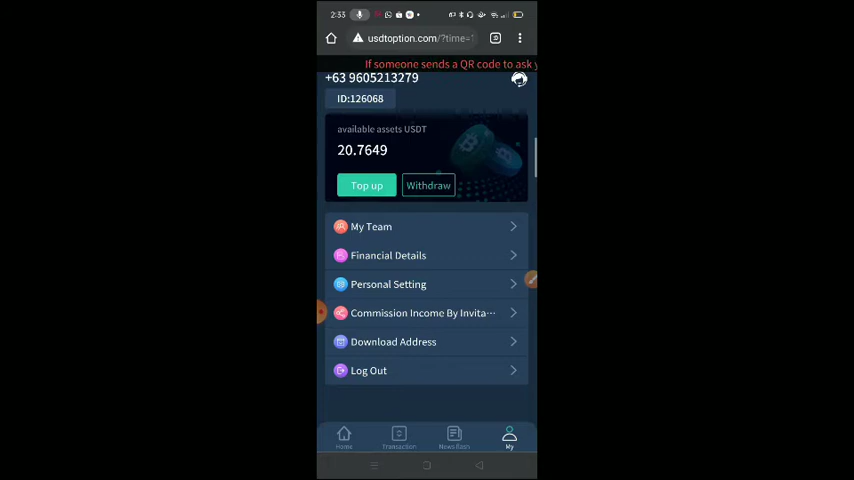 2:33
usdtoption.com/?time=1
If someone sends a QR code to ask y
+63 9605213279
ID:126068
available assets USDT
20.7649
Top up
Withdraw
My Team
Financial Details
Personal Setting
Commission Income By Invita···
Download Address
Log Out
Home
Transaction
News flash
My